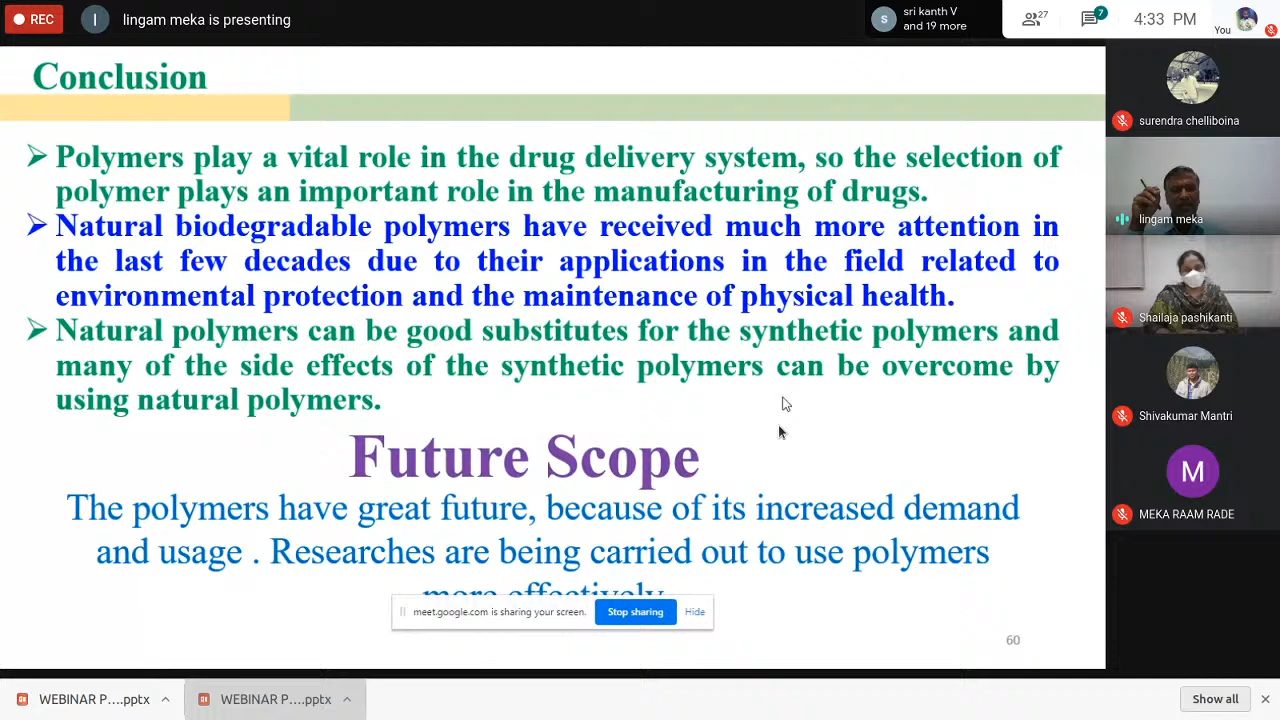 REC
I
lingam meka is presenting
s
sri kanth V
and 19 more
27
7
4:33 PM
You
Conclusion
Polymers play a vital role in the drug delivery system, so the selection of
polymer plays an important role in the manufacturing of drugs.
Natural biodegradable polymers have received much more attention in
the last few decades due to their applications in the field related to
environmental protection and the maintenance of physical health.
Natural polymers can be good substitutes for the synthetic polymers and
many of the side effects of the synthetic polymers can be overcome by
using natural polymers.
Future Scope
The polymers have great future, because of its increased demand
and usage . Researches are being carried out to use polymers
more effectively
meet.google.com is sharing your screen.
Stop sharing
Hide
60
surendra chelliboina
lingam meka
Shailaja pashikanti
Shivakumar Mantri
M
MEKA RAAM RADE
WEBINAR P....pptx
WEBINAR P....pptx
Show all